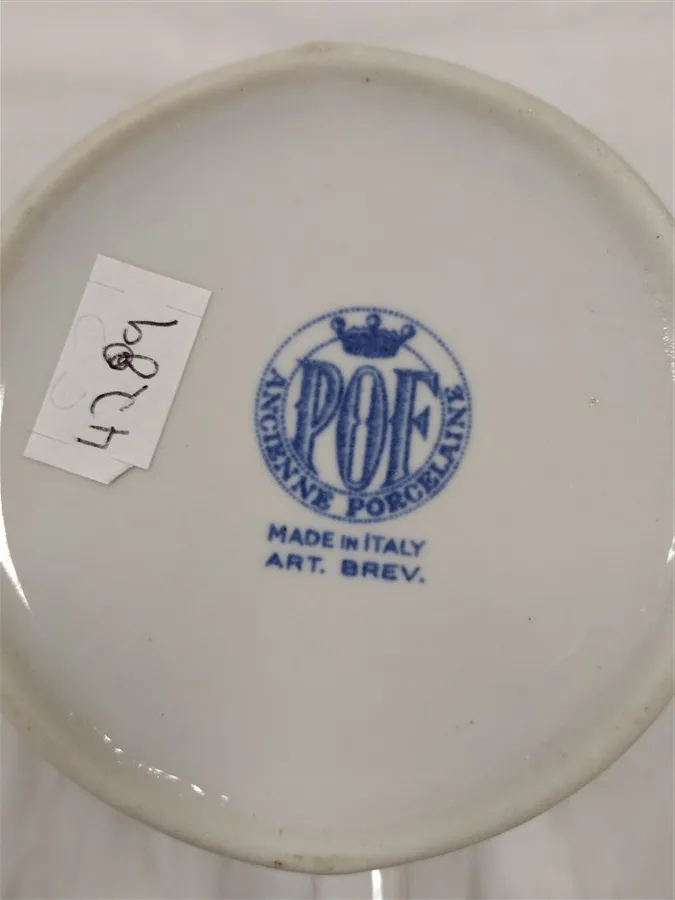 POF
ANCIENNE PORCELAINE
MADE IN ITALY
ART. BREV.